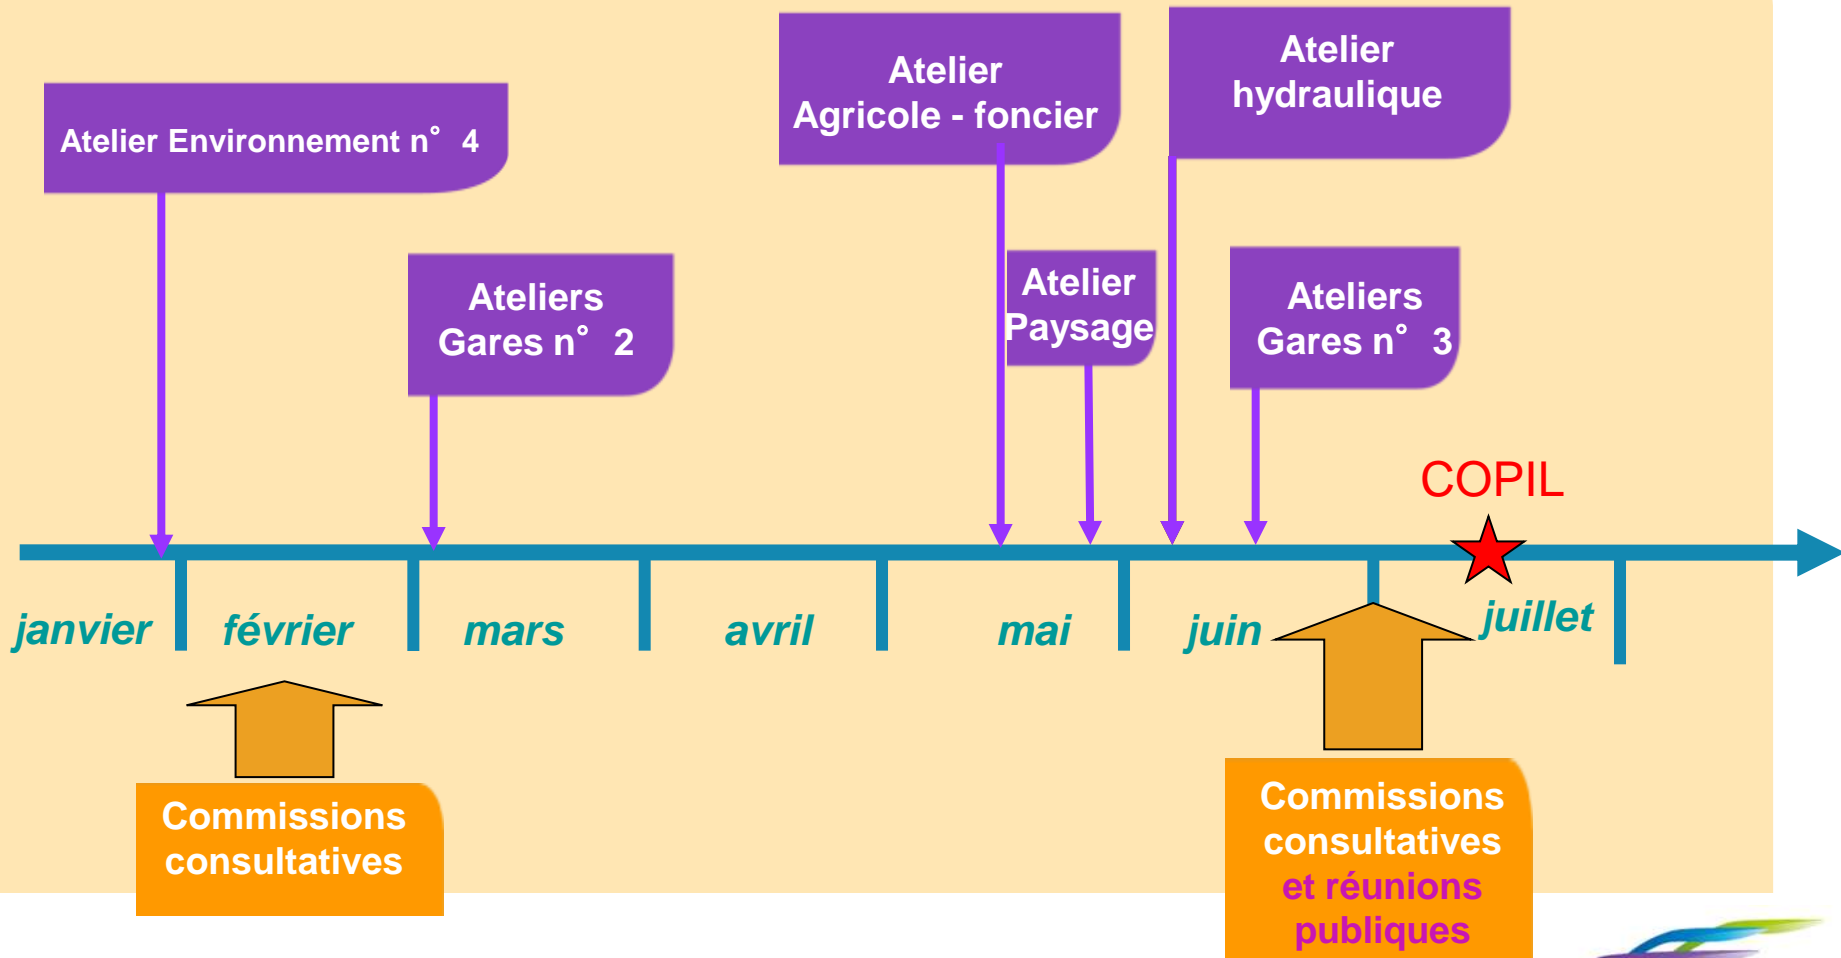 Atelier Environnement n° 4
Atelier
Agricole - foncier
Atelier
hydraulique
Ateliers
Gares n° 2
Atelier
Paysage
Ateliers
Gares n° 3
COPIL
janvier
février
mars
avril
mai
juin
juillet
Commissions
consultatives
Commissions
consultatives
et réunions
publiques